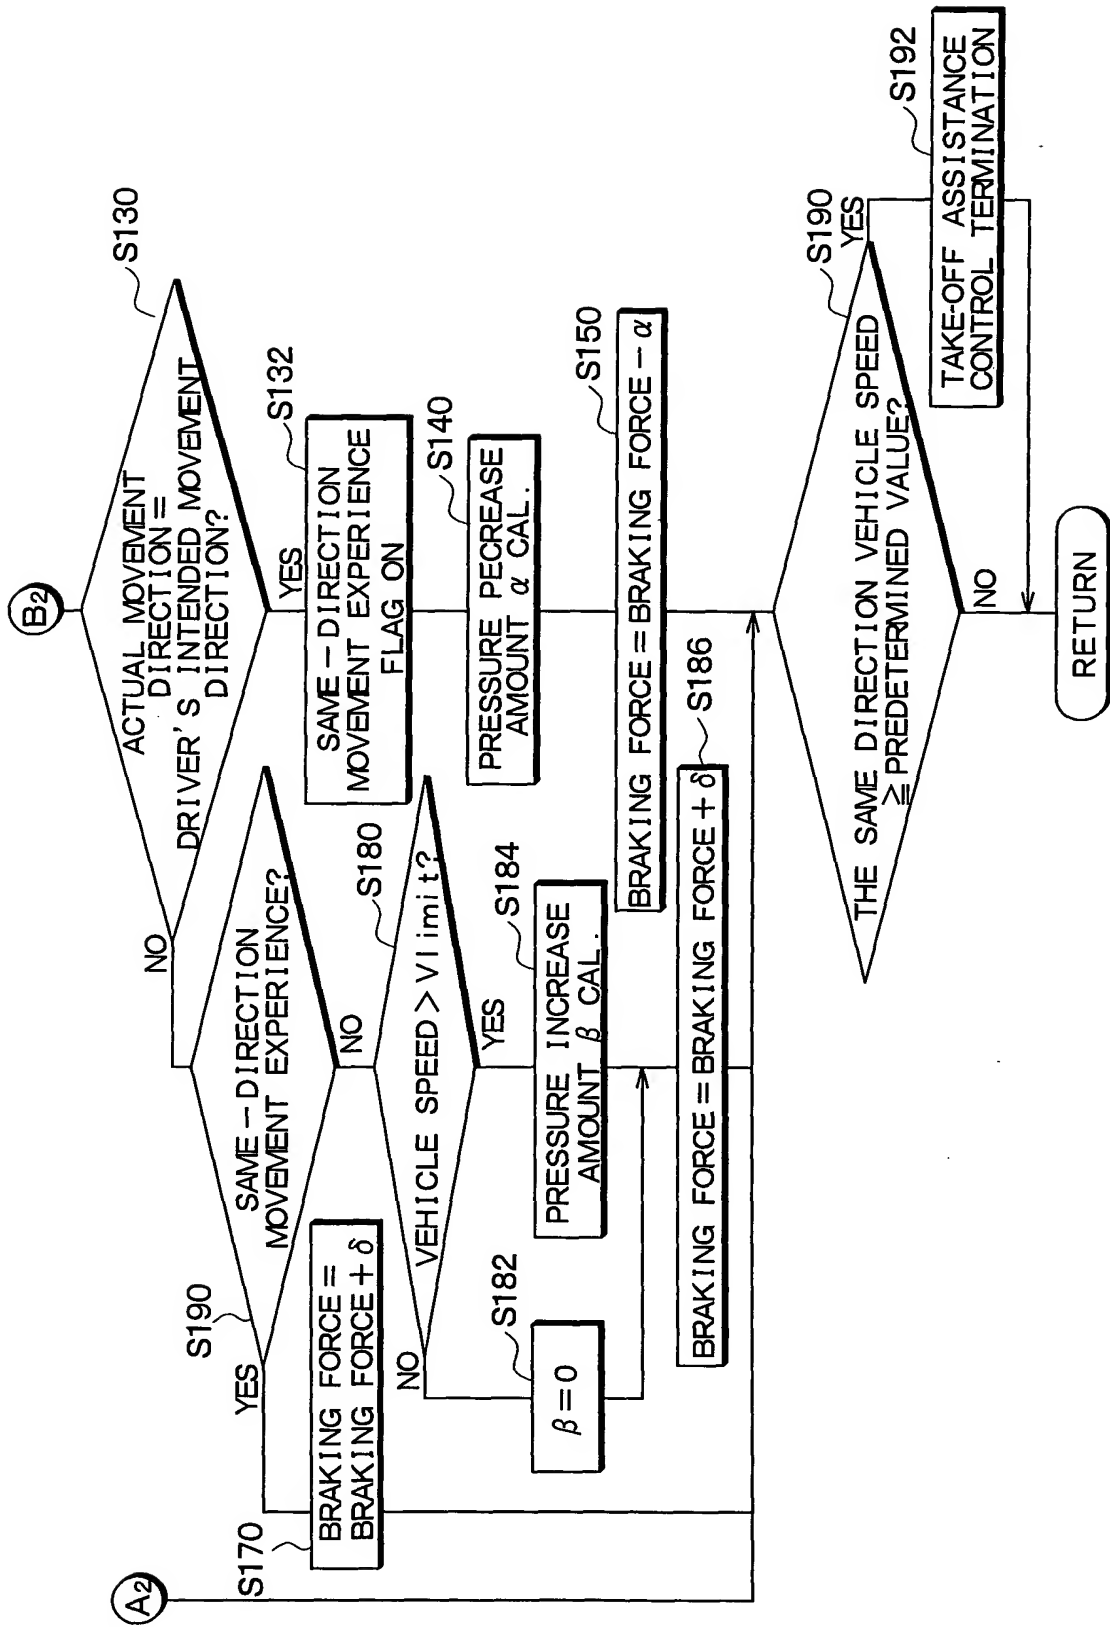 B2
S130
ACTUAL MOVEMENT
DIRECTION=
DRIVER'S INTENDED MOVEMENT
DIRECTION?
NO
YES
S132
SAME-DIRECTION
MOVEMENT EXPERIENCE
FLAG ON
S140
PRESSURE PECREASE
AMOUNT α CAL.
S150
BRAKING FORCE=BRAKING FORCE-α
S190
SAME-DIRECTION
MOVEMENT EXPERIENCE?
YES
NO
S170
BRAKING FORCE=
BRAKING FORCE+δ
S180
VEHICLE SPEED>Vlimit?
NO
YES
S182
β=0
S184
PRESSURE INCREASE
AMOUNT β CAL.
S186
BRAKING FORCE=BRAKING FORCE+δ
A2
S190
THE SAME DIRECTION VEHICLE SPEED
≧PREDETERMINED VALUE?
YES
NO
S192
TAKE-OFF ASSISTANCE
CONTROL TERMINATION
RETURN